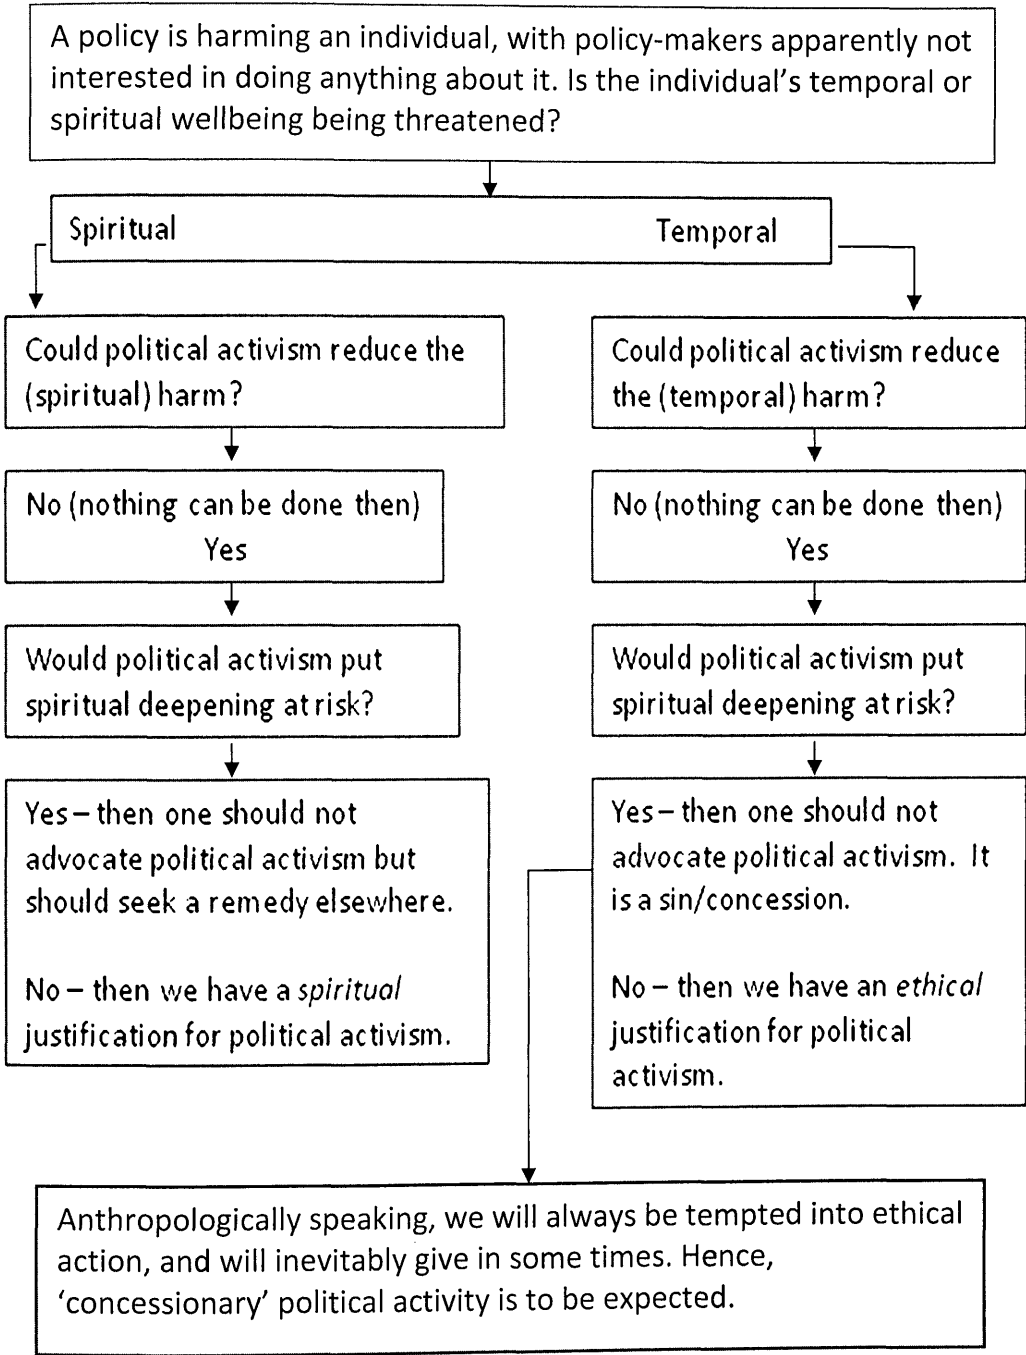 A policy is harming an individual, with policy-makers apparently not
interested in doing anything about it. Is the individual's temporal or
spiritual wellbeing being threatened?
Spiritual Temporal
Could political activism reduce the
(spiritual) harm?
No (nothing can be done then)
Yes
Would political activism put
spiritual deepening at risk?
Yes – then one should not
advocate political activism but
should seek a remedy elsewhere.
No – then we have a spiritual
justification for political activism.
Could political activism reduce
the (temporal) harm?
No (nothing can be done then)
Yes
Would political activism put
spiritual deepening at risk?
Yes – then one should not
advocate political activism. It
is a sin/concession.
No – then we have an ethical
justification for political
activism.
Anthropologically speaking, we will always be tempted into ethical
action, and will inevitably give in some times. Hence,
‘concessionary’ political activity is to be expected.